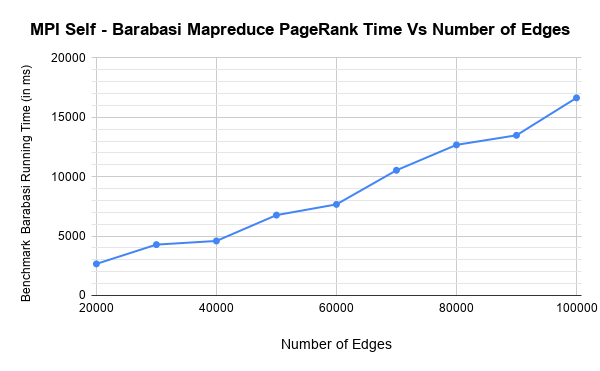 MPI Self - Barabasi Mapreduce PageRank Time Vs Number of Edges
Benchmark  Barabasi Running Time (in ms)
20000
15000
10000
5000
0
20000 40000 60000 80000 100000
Number of Edges